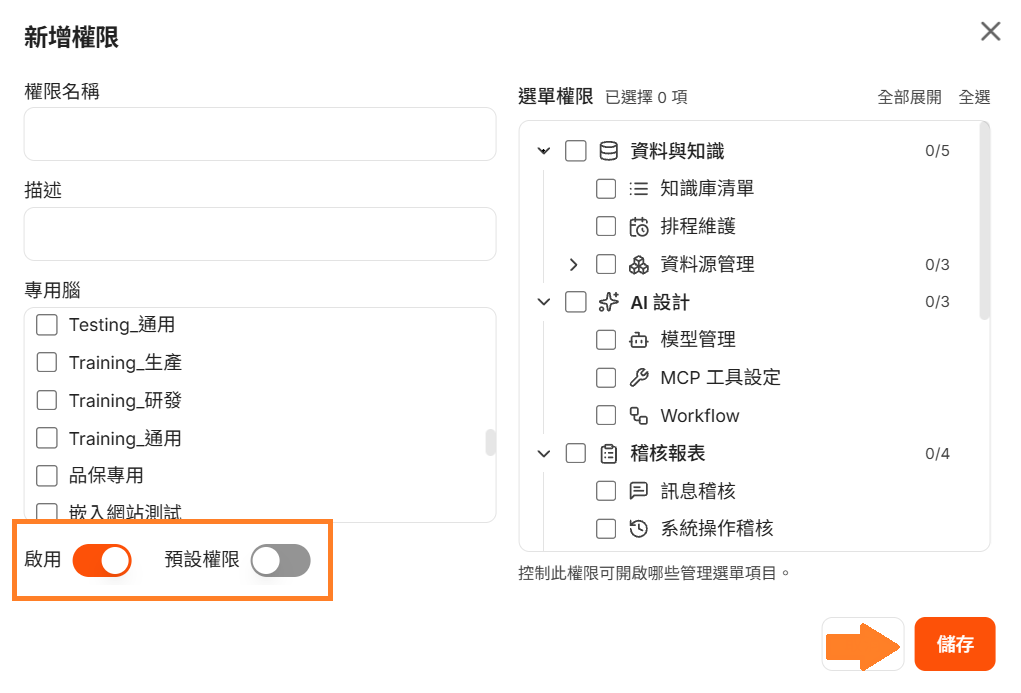 新增權限
權限名稱
描述
專用腦
Testing_通用
Training_生產
Training_研發
Training_通用
品保專用
嵌入網站測試
啟用
預設權限
選單權限 已選擇 0 項 全部展開 全選
資料與知識 0/5
知識庫清單
排程維護
資料源管理 0/3
AI 設計 0/3
模型管理
MCP 工具設定
Workflow
稽核報表 0/4
訊息稽核
系統操作稽核
控制此權限可開啟哪些管理選單項目。
儲存